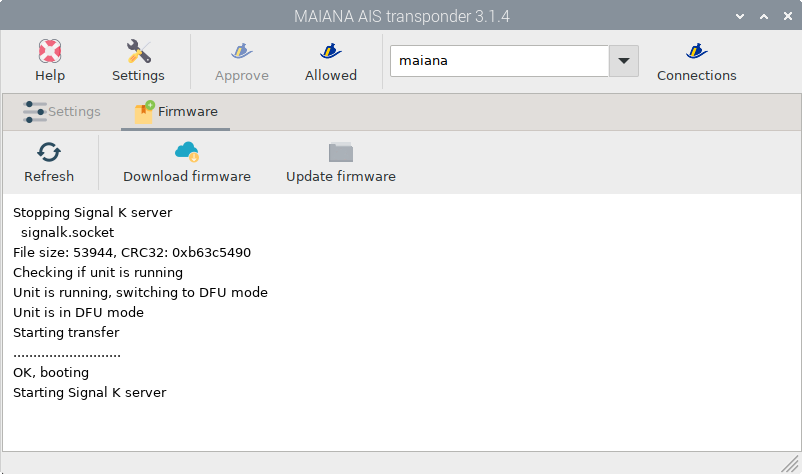 MAIANA AIS transponder 3.1.4
Help Settings Approve Allowed maiana Connections
Settings Firmware
Refresh Download firmware Update firmware
Stopping Signal K server
signalk.socket
File size: 53944, CRC32: 0xb63c5490
Checking if unit is running
Unit is running, switching to DFU mode
Unit is in DFU mode
Starting transfer
...........................
OK, booting
Starting Signal K server